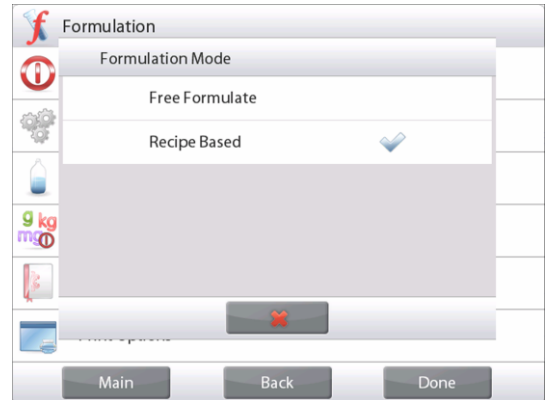 Formulation
Formulation Mode
Free Formulate
Recipe Based
g kg
mg
Main
Back
Done